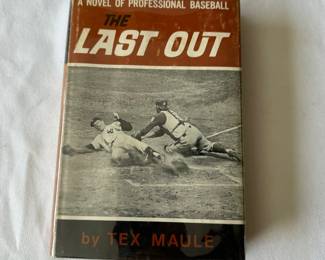 A NOVEL OF PROFESSIONAL BASEBALL
THE
LAST OUT
by TEX MAULE